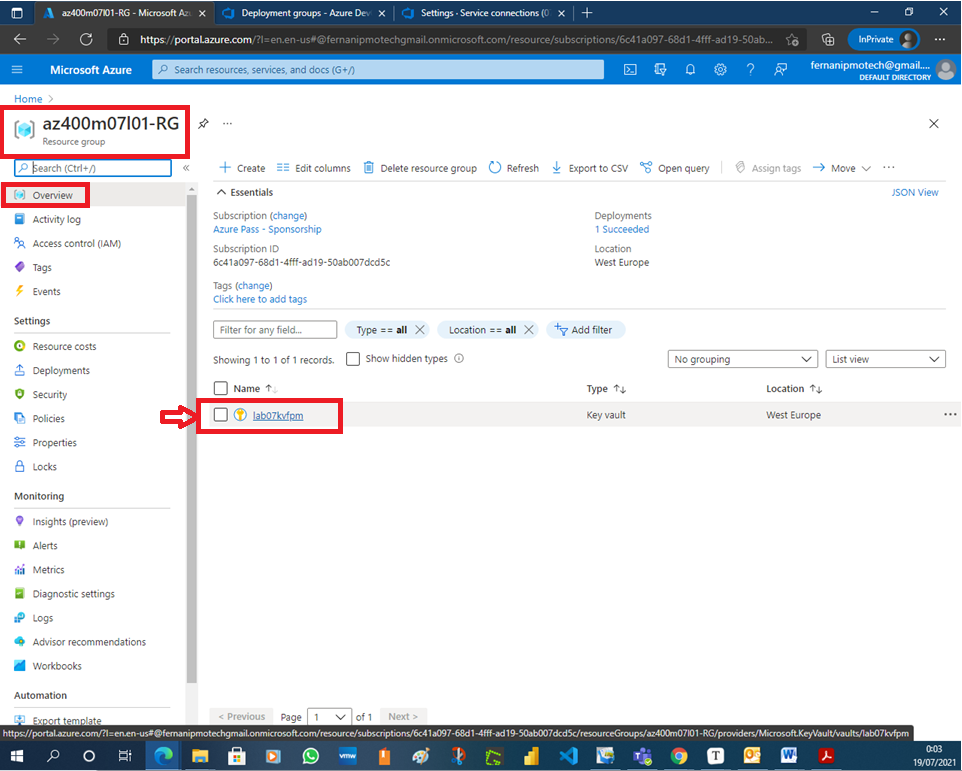 az400m07l01-RG - Microsoft Az
Deployment groups - Azure Dev
Settings · Service connections (07
https://portal.azure.com/?l=en.en-us#@fernanipmotechgmail.onmicrosoft.com/resource/subscriptions/6c41a097-68d1-4fff-ad19-50ab...
InPrivate
Microsoft Azure
Search resources, services, and docs (G+/)
fernanipmotech@gmail....
DEFAULT DIRECTORY
Home
az400m07l01-RG
Resource group
Search (Ctrl+/)
Create
Edit columns
Delete resource group
Refresh
Export to CSV
Open query
Assign tags
Move
Overview
Activity log
Access control (IAM)
Tags
Events
Settings
Resource costs
Deployments
Security
Policies
Properties
Locks
Monitoring
Insights (preview)
Alerts
Metrics
Diagnostic settings
Logs
Advisor recommendations
Workbooks
Automation
Export template
Essentials
JSON View
Subscription (change)
Azure Pass - Sponsorship
Subscription ID
6c41a097-68d1-4fff-ad19-50ab007dcd5c
Tags (change)
Click here to add tags
Deployments
1 Succeeded
Location
West Europe
Filter for any field...
Type == all
Location == all
Add filter
Showing 1 to 1 of 1 records.
Show hidden types
No grouping
List view
Name
Type
Location
lab07kvfpm
Key vault
West Europe
< Previous
Page
1
of 1
Next >
https://portal.azure.com/?l=en.en-us#@fernanipmotechgmail.onmicrosoft.com/resource/subscriptions/6c41a097-68d1-4fff-ad19-50ab007dcd5c/resourceGroups/az400m07l01-RG/providers/Microsoft.KeyVault/vaults/lab07kvfpm
vmw
0:03
19/07/2021